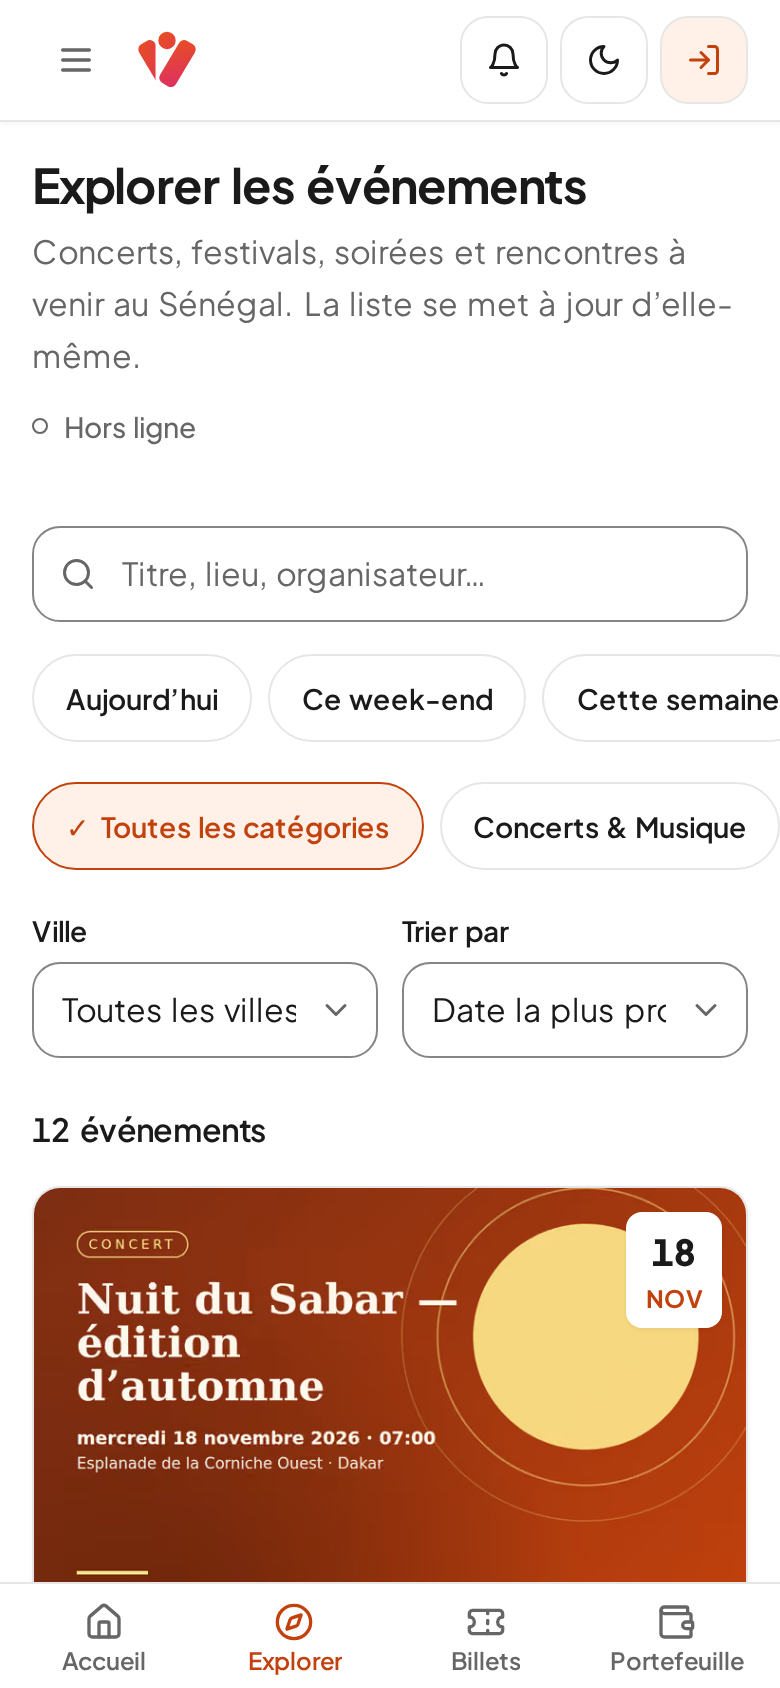 Explorer les événements
Concerts, festivals, soirées et rencontres à
venir au Sénégal. La liste se met à jour d’elle-
même.
Hors ligne
Titre, lieu, organisateur...
Aujourd’hui
Ce week-end
Cette semaine
✓ Toutes les catégories
Concerts & Musique
Ville
Trier par
Toutes les villes
Date la plus pro
12 événements
CONCERT
18
NOV
Nuit du Sabar —
édition
d’automne
mercredi 18 novembre 2026 · 07:00
Esplanade de la Corniche Ouest · Dakar
Accueil
Explorer
Billets
Portefeuille